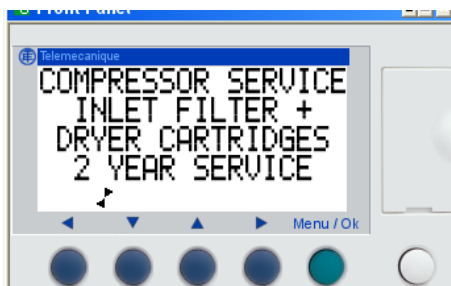 Front Panel
Telemecanique
COMPRESSOR SERVICE
INLET FILTER +
DRYER CARTRIDGES
2 YEAR SERVICE
Menu / Ok